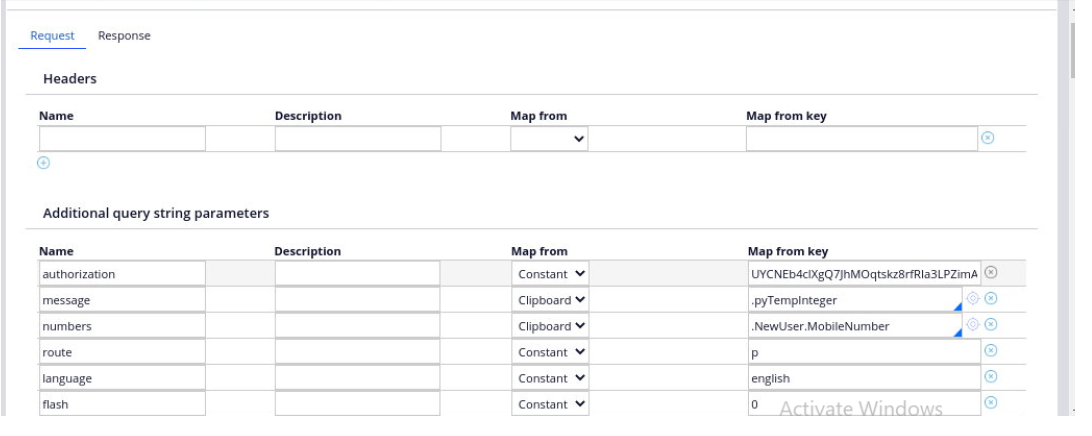 Request Response
Headers
Name Description Map from Map from key
Additional query string parameters
Name Description Map from Map from key
authorization Constant
message Clipboard .pyTempInteger
numbers Clipboard .NewUser.MobileNumber
route Constant p
language Constant english
flash Constant 0
Activate Windows